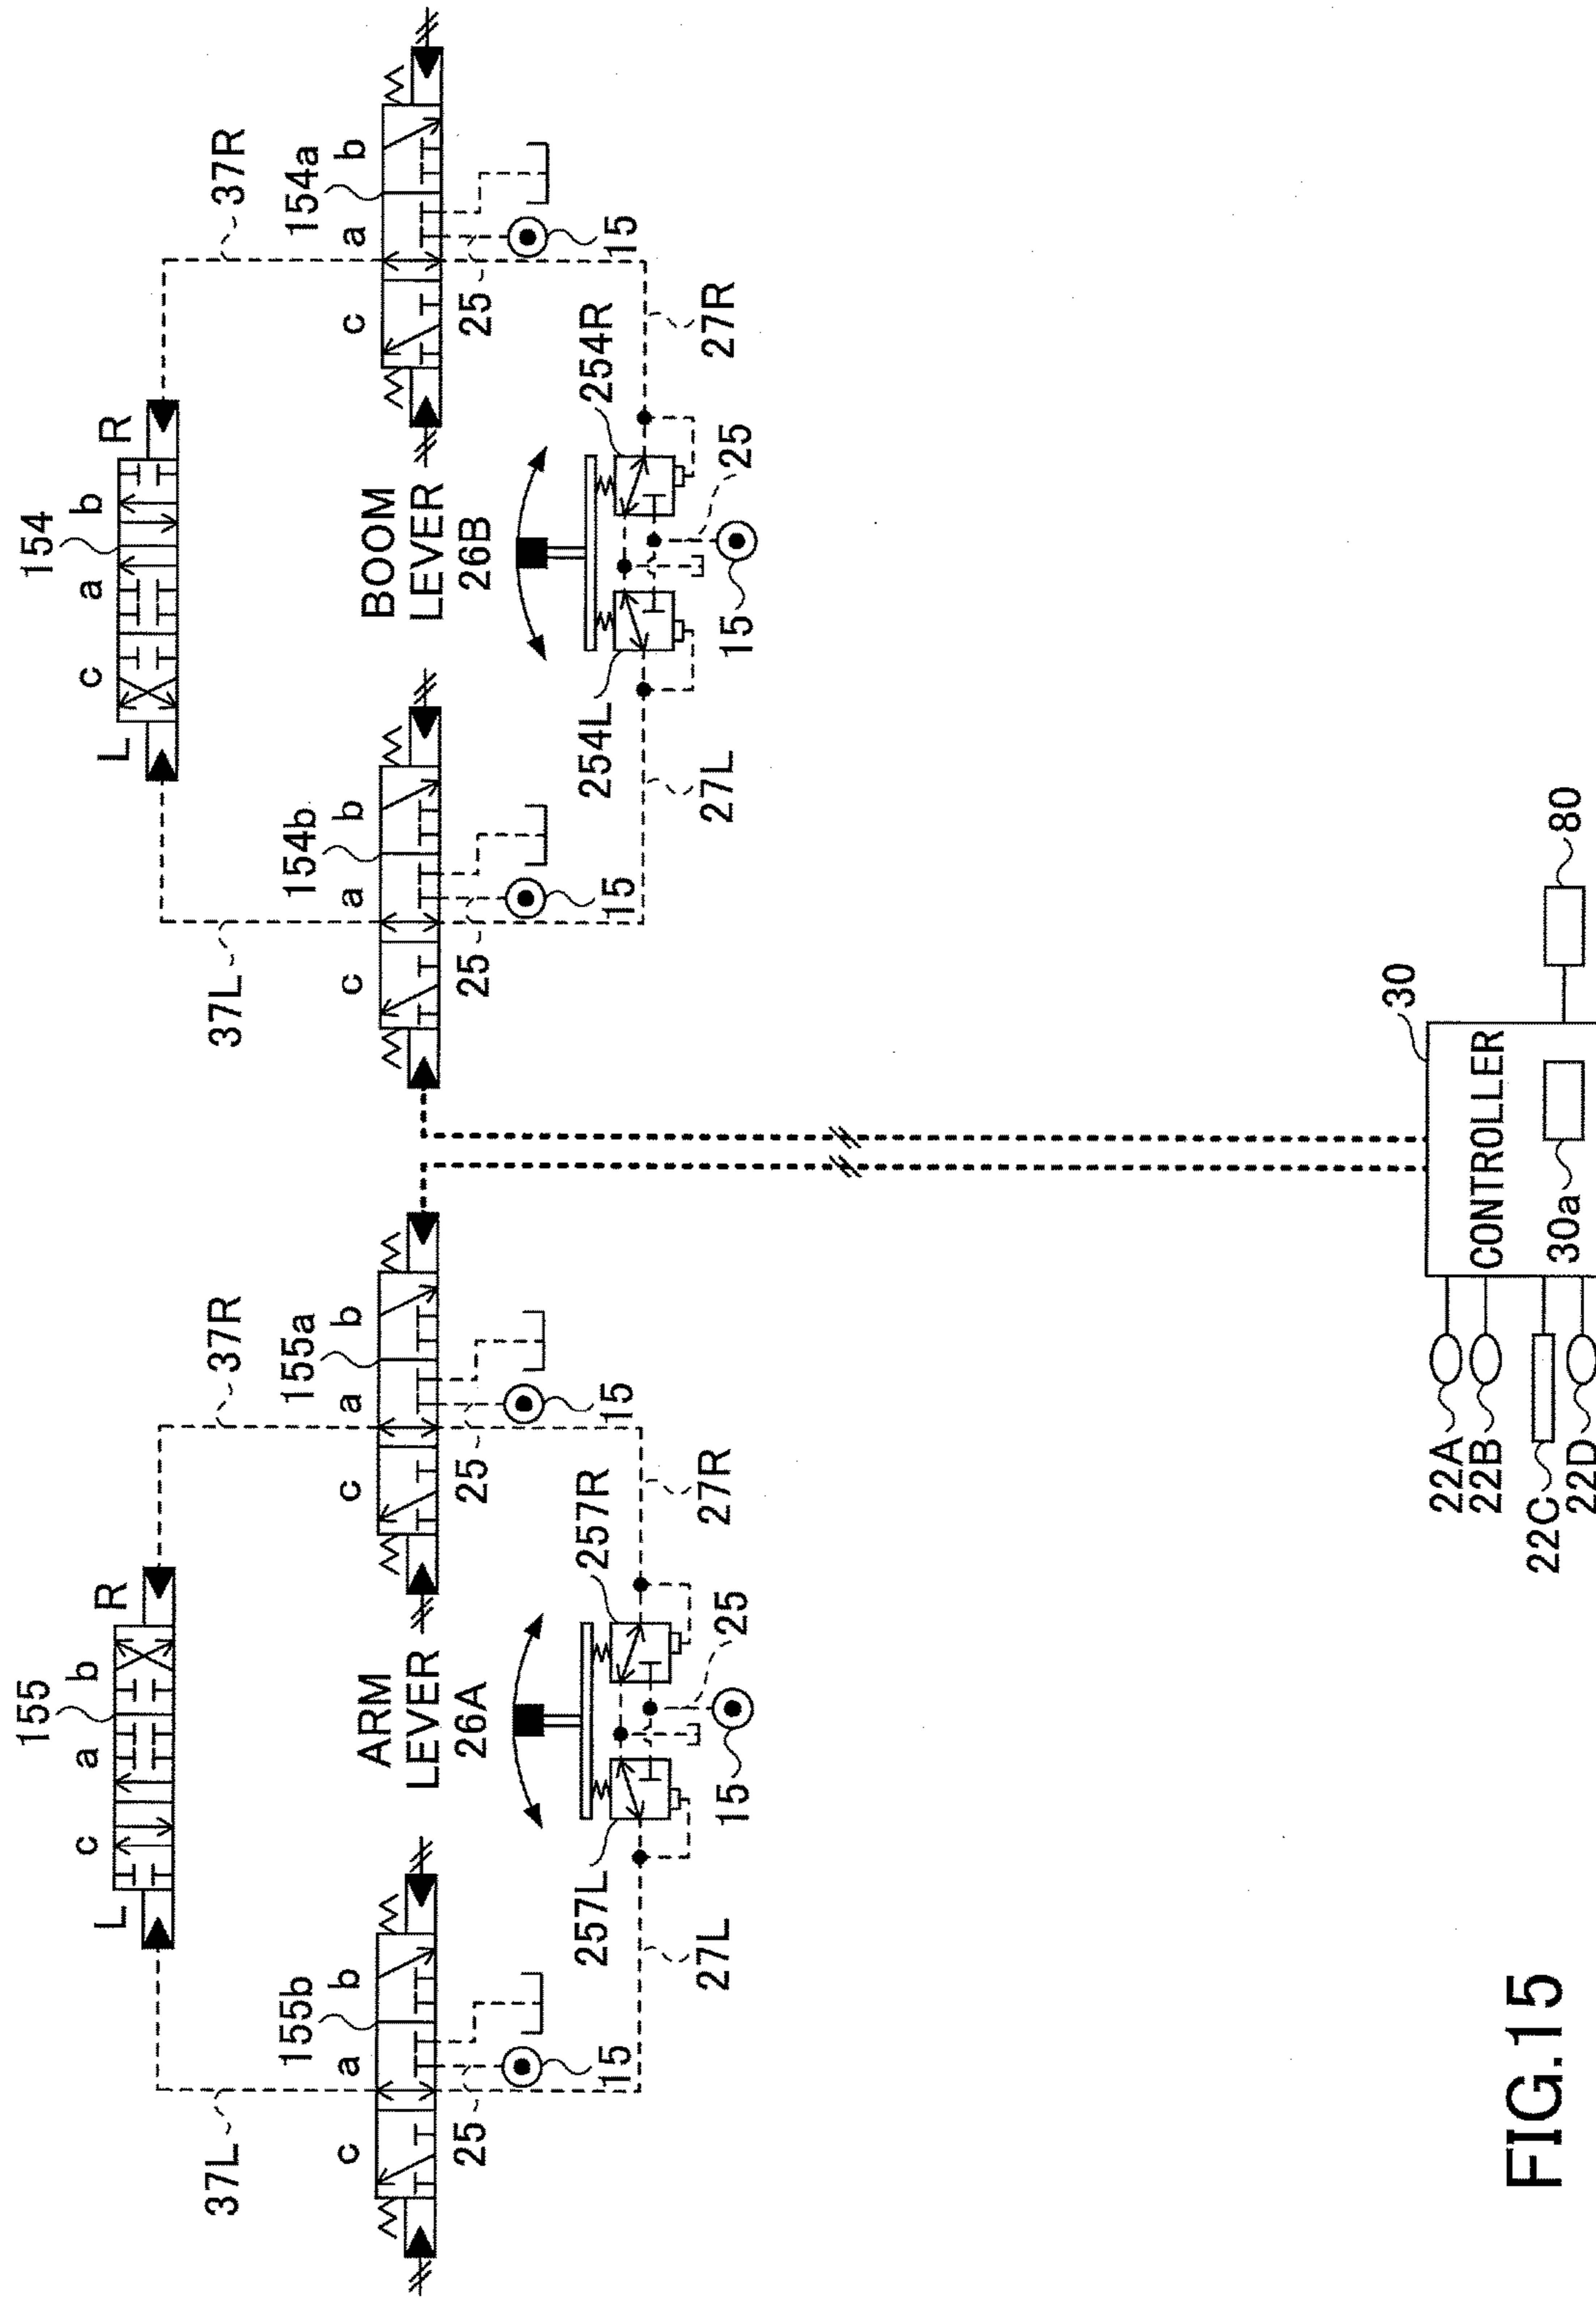 155
L
c
a
b
R
37L
37R
155b
c
a
b
25
15
155a
c
a
b
25
15
ARM
LEVER
26A
257L
257R
27L
27R
15
25
154
L
c
a
b
R
37L
37R
154b
c
a
b
25
15
154a
c
a
b
25
15
BOOM
LEVER
26B
254L
254R
27L
27R
15
25
30
CONTROLLER
30a
80
22A
22B
22C
22D
FIG.15